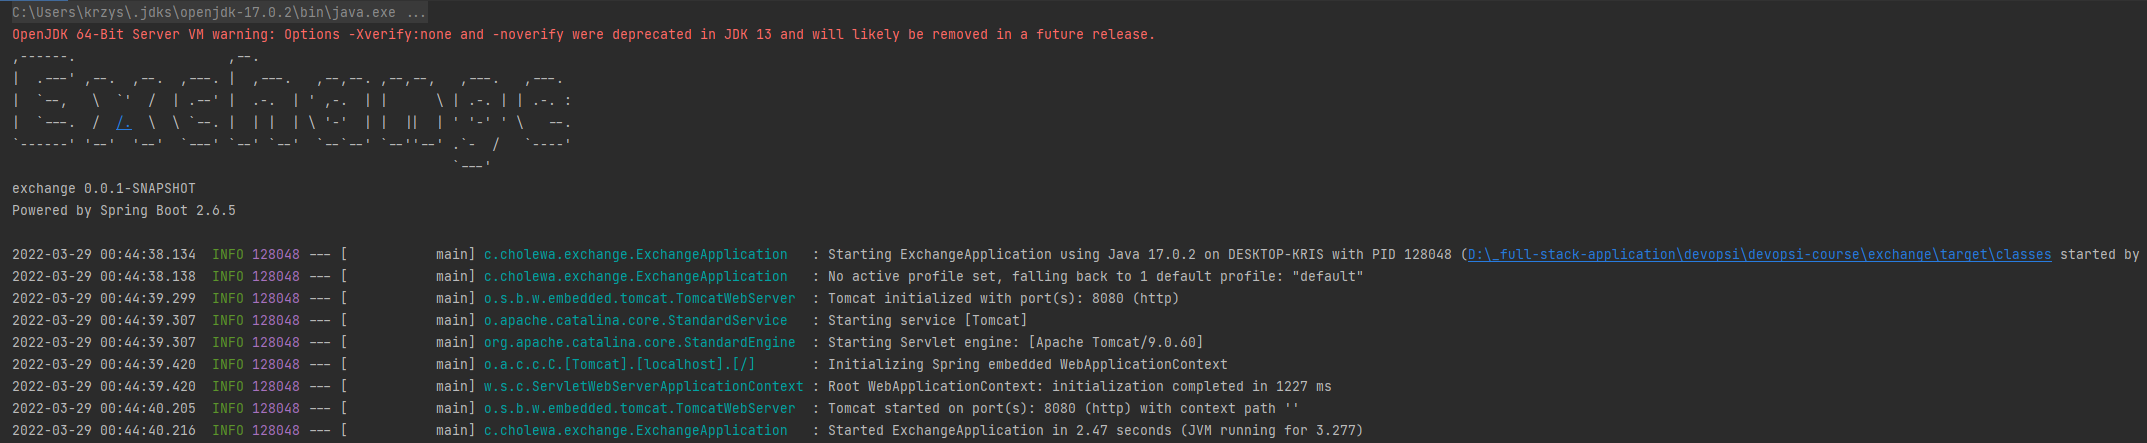 C:\Users\krzys\.jdks\openjdk-17.0.2\bin\java.exe ...
OpenJDK 64-Bit Server VM warning: Options -Xverify:none and -noverify were deprecated in JDK 13 and will likely be removed in a future release.
,------.                   ,--.
|  .---' ,--.  ,--.  ,---. |  ,---.   ,--,--. ,--,--,   ,---.   ,---.
|  `--,   \  `'  /  | .--' |  .-.  | ' ,-.  | |      \ | .-. | | .-. :
|  `---.  /  /.  \  \ `--. |  | |  | \ '-'  | |  ||  | ' '-' ' \   --.
`------' '--'  '--'  `---' `--' `--'  `--`--' `--''--' .`-  /   `----'
                                                       `---'
exchange 0.0.1-SNAPSHOT
Powered by Spring Boot 2.6.5
2022-03-29 00:44:38.134  INFO 128048 --- [           main] c.cholewa.exchange.ExchangeApplication   : Starting ExchangeApplication using Java 17.0.2 on DESKTOP-KRIS with PID 128048 (D:\_full-stack-application\devopsi\devopsi-course\exchange\target\classes started by
2022-03-29 00:44:38.138  INFO 128048 --- [           main] c.cholewa.exchange.ExchangeApplication   : No active profile set, falling back to 1 default profile: "default"
2022-03-29 00:44:39.299  INFO 128048 --- [           main] o.s.b.w.embedded.tomcat.TomcatWebServer  : Tomcat initialized with port(s): 8080 (http)
2022-03-29 00:44:39.307  INFO 128048 --- [           main] o.apache.catalina.core.StandardService   : Starting service [Tomcat]
2022-03-29 00:44:39.307  INFO 128048 --- [           main] org.apache.catalina.core.StandardEngine  : Starting Servlet engine: [Apache Tomcat/9.0.60]
2022-03-29 00:44:39.420  INFO 128048 --- [           main] o.a.c.c.C.[Tomcat].[localhost].[/]       : Initializing Spring embedded WebApplicationContext
2022-03-29 00:44:39.420  INFO 128048 --- [           main] w.s.c.ServletWebServerApplicationContext : Root WebApplicationContext: initialization completed in 1227 ms
2022-03-29 00:44:40.205  INFO 128048 --- [           main] o.s.b.w.embedded.tomcat.TomcatWebServer  : Tomcat started on port(s): 8080 (http) with context path ''
2022-03-29 00:44:40.216  INFO 128048 --- [           main] c.cholewa.exchange.ExchangeApplication   : Started ExchangeApplication in 2.47 seconds (JVM running for 3.277)